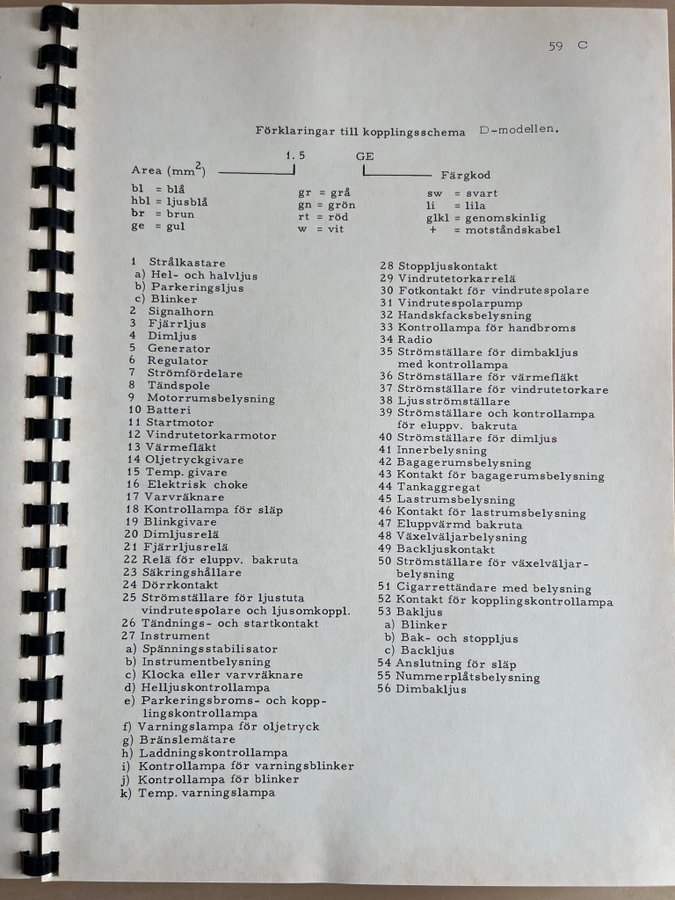 59 C
Förklaringar till kopplingsschema D-modellen.
1.5 GE
Area (mm2) Färgkod
bl = blå
hbl = ljusblå
br = brun
ge = gul
gr = grå
gn = grön
rt = röd
w = vit
sw = svart
li = lila
glkl = genomskinlig
+ = motståndskabel
1 Strålkastare
a) Hel- och halvljus
b) Parkeringsljus
c) Blinker
2 Signalhorn
3 Fjärrljus
4 Dimljus
5 Generator
6 Regulator
7 Strömfördelare
8 Tändspole
9 Motorrumsbelysning
10 Batteri
11 Startmotor
12 Vindrutetorkarmotor
13 Värmefläkt
14 Oljetryckgivare
15 Temp. givare
16 Elektrisk choke
17 Varvräknare
18 Kontrollampa för släp
19 Blinkgivare
20 Dimljusrelä
21 Fjärrljusrelä
22 Relä för eluppv. bakruta
23 Säkringshållare
24 Dörrkontakt
25 Strömställare för ljustuta
vindrutespolare och ljusomkoppl.
26 Tändnings- och startkontakt
27 Instrument
a) Spänningsstabilisator
b) Instrumentbelysning
c) Klocka eller varvräknare
d) Helljuskontrollampa
e) Parkeringsbroms- och kopp-
lingskontrollampa
f) Varningslampa för oljetryck
g) Bränslemätare
h) Laddningskontrollampa
i) Kontrollampa för varningsblinker
j) Kontrollampa för blinker
k) Temp. varningslampa
28 Stoppljuskontakt
29 Vindrutetorkarrelä
30 Fotkontakt för vindrutespolare
31 Vindrutespolarpump
32 Handskfacksbelysning
33 Kontrollampa för handbroms
34 Radio
35 Strömställare för dimbakljus
med kontrollampa
36 Strömställare för värmefläkt
37 Strömställare för vindrutetorkare
38 Ljusströmställare
39 Strömställare och kontrollampa
för eluppv. bakruta
40 Strömställare för dimljus
41 Innerbelysning
42 Bagagerumsbelysning
43 Kontakt för bagagerumsbelysning
44 Tankaggregat
45 Lastrumsbelysning
46 Kontakt för lastrumsbelysning
47 Eluppvärmd bakruta
48 Växelväljarbelysning
49 Backljuskontakt
50 Strömställare för växelväljar-
belysning
51 Cigarrettändare med belysning
52 Kontakt för kopplingskontrollampa
53 Bakljus
a) Blinker
b) Bak- och stoppljus
c) Backljus
54 Anslutning för släp
55 Nummerplåtsbelysning
56 Dimbakljus